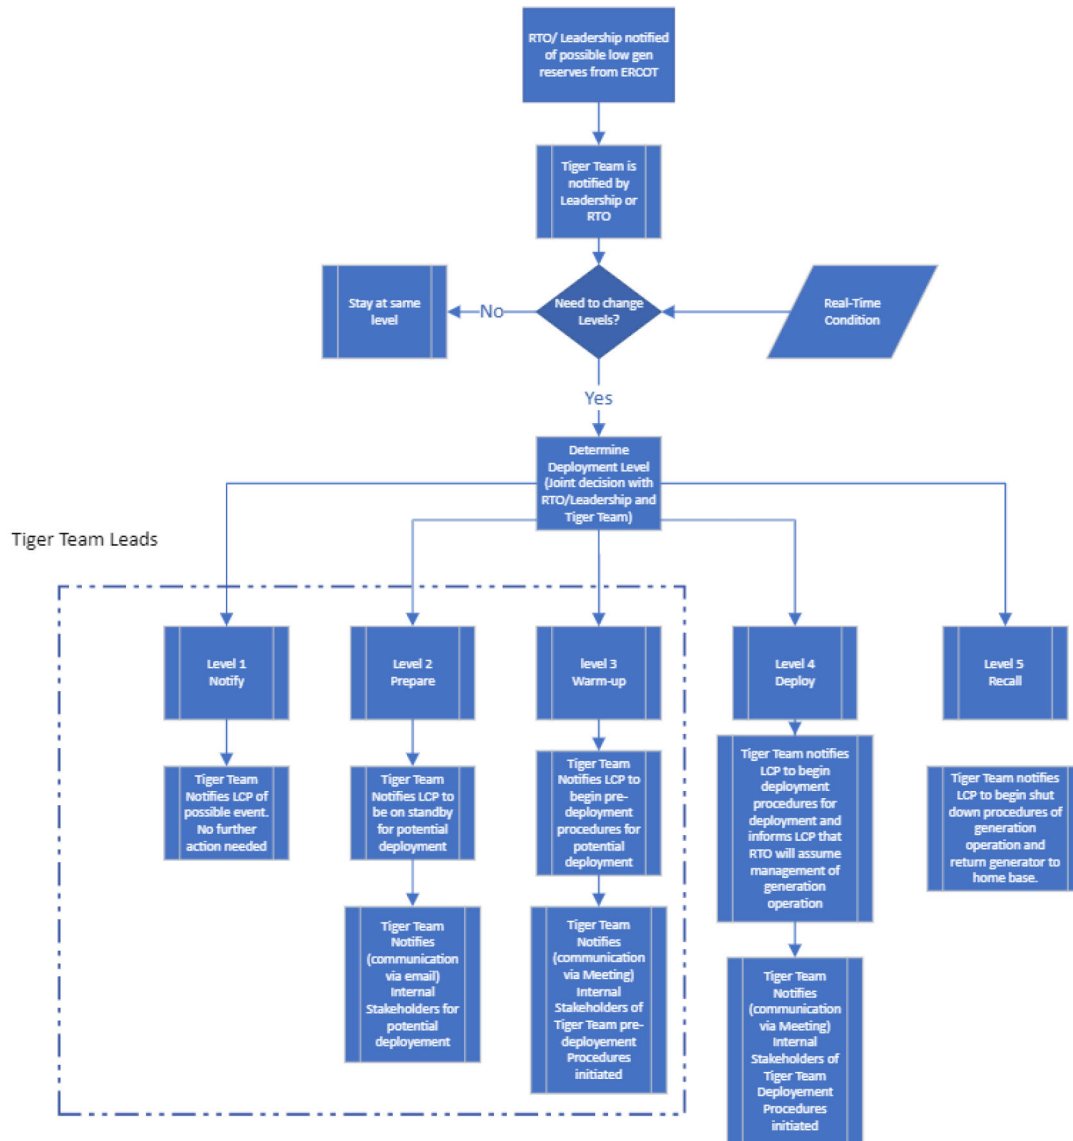 RTO/ Leadership notified
of possible low gen
reserves from ERCOT
Tiger Team is
notified by
Leadership or
RTO
Stay at same
level
No
Need to change
Levels?
Real-Time
Condition
Yes
Determine
Deployment Level
(Joint decision with
RTO/Leadership and
Tiger Team)
Tiger Team Leads
Level 1
Notify
Level 2
Prepare
level 3
Warm-up
Level 4
Deploy
Level 5
Recall
Tiger Team
Notifies LCP of
possible event.
No further
action needed
Tiger Team
Notifies LCP to
be on standby
for potential
deployment
Tiger Team
Notifies LCP to
begin pre-
deployment
procedures for
potential
deployment
Tiger Team notifies
LCP to begin
deployment
procedures for
deployment and
informs LCP that
RTO will assume
management of
generation
operation
Tiger Team notifies
LCP to begin shut
down procedures of
generation
operation and
return generator to
home base.
Tiger Team
Notifies
(communication
via email)
Internal
Stakeholders for
potential
deployement
Tiger Team
Notifies
(communication
via Meeting)
Internal
Stakeholders of
Tiger Team pre-
deployement
Procedures
initiated
Tiger Team
Notifies
(communication
via Meeting)
Internal
Stakeholders of
Tiger Team
Deployement
Procedures
initiated